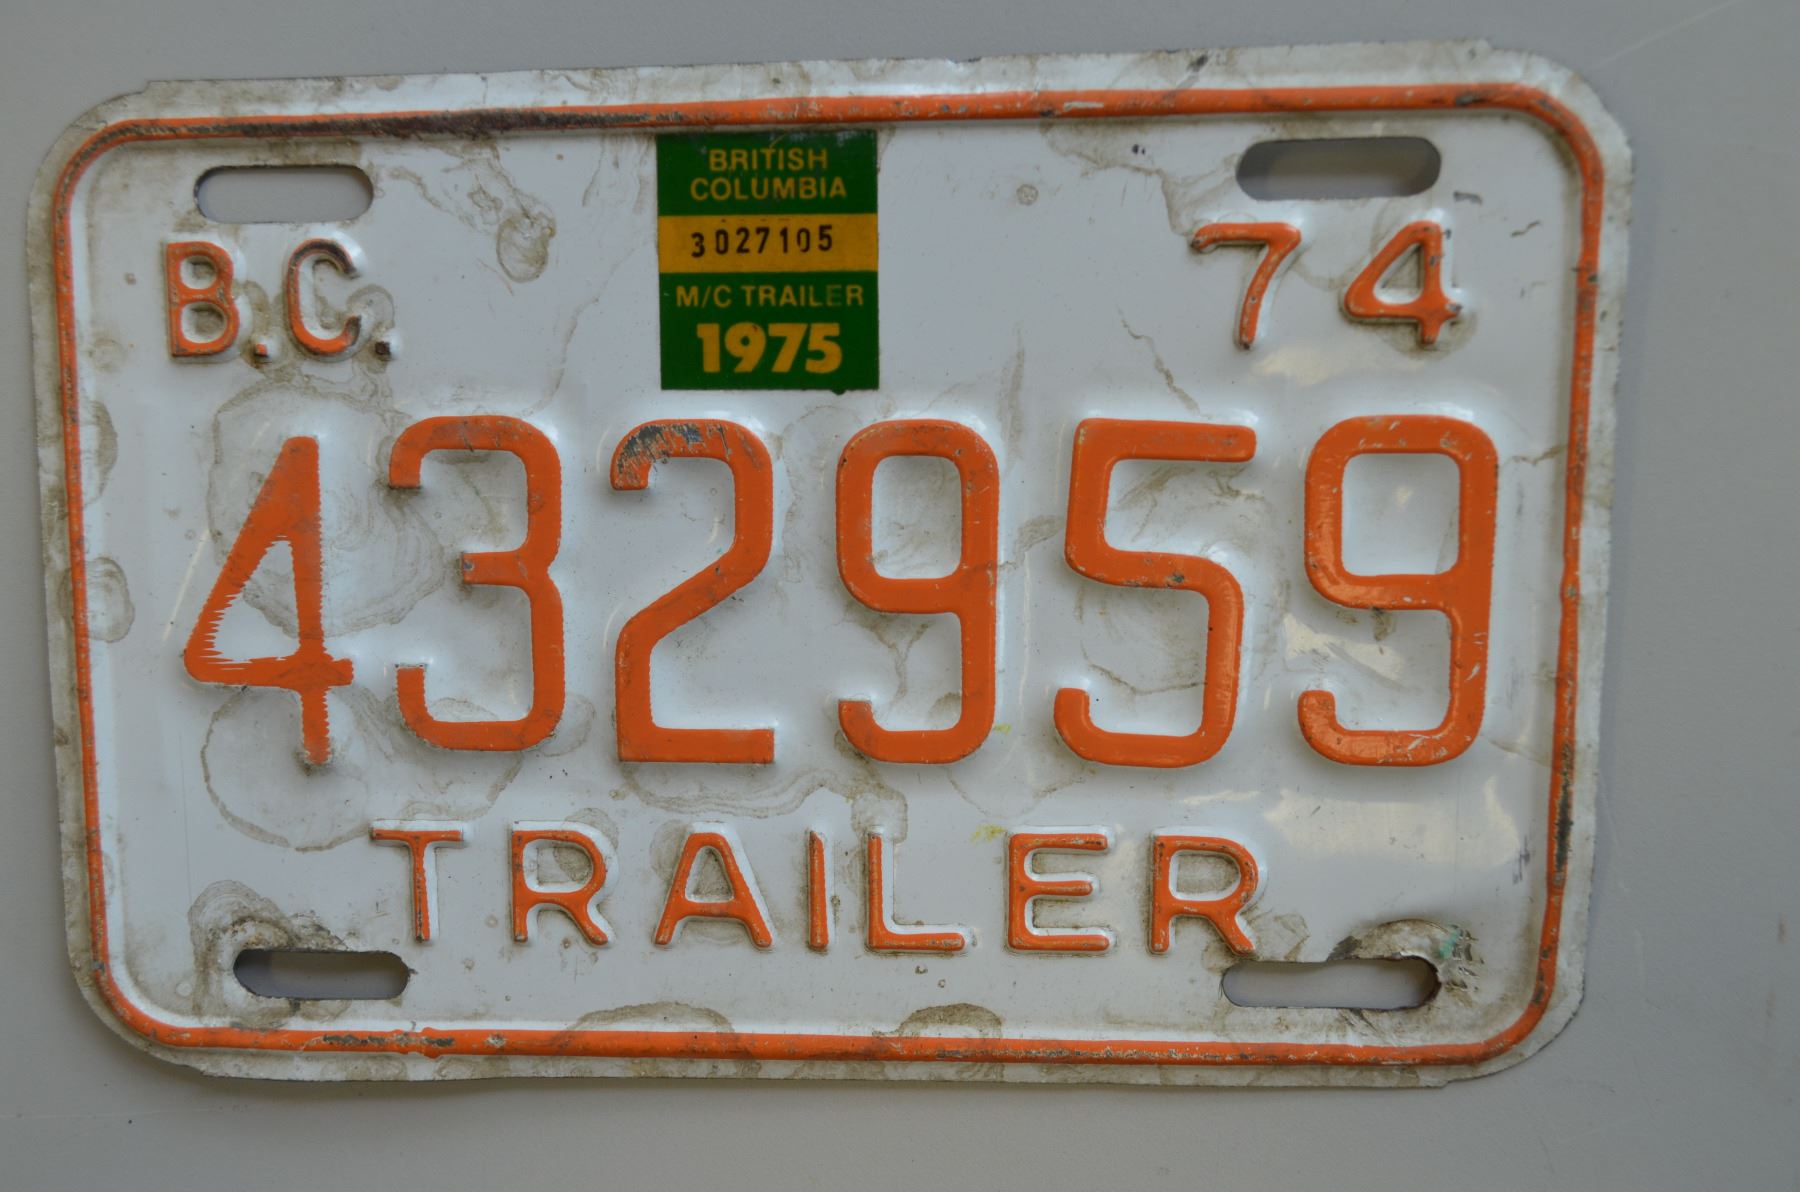 BRITISH
COLUMBIA
3027105
M/C TRAILER
1975
B.C. 74
432959
TRAILER